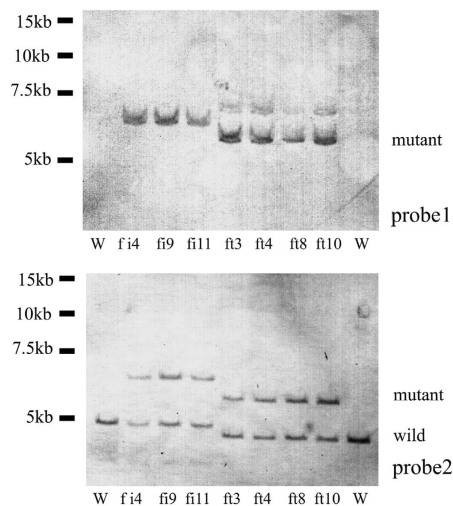 15kb
10kb
7.5kb
5kb
mutant
probe1
W f i4 fi9 fi11 ft3 ft4 ft8 ft10 W
15kb
10kb
7.5kb
5kb
mutant
wild
probe2
W f i4 fi9 fi11 ft3 ft4 ft8 ft10 W